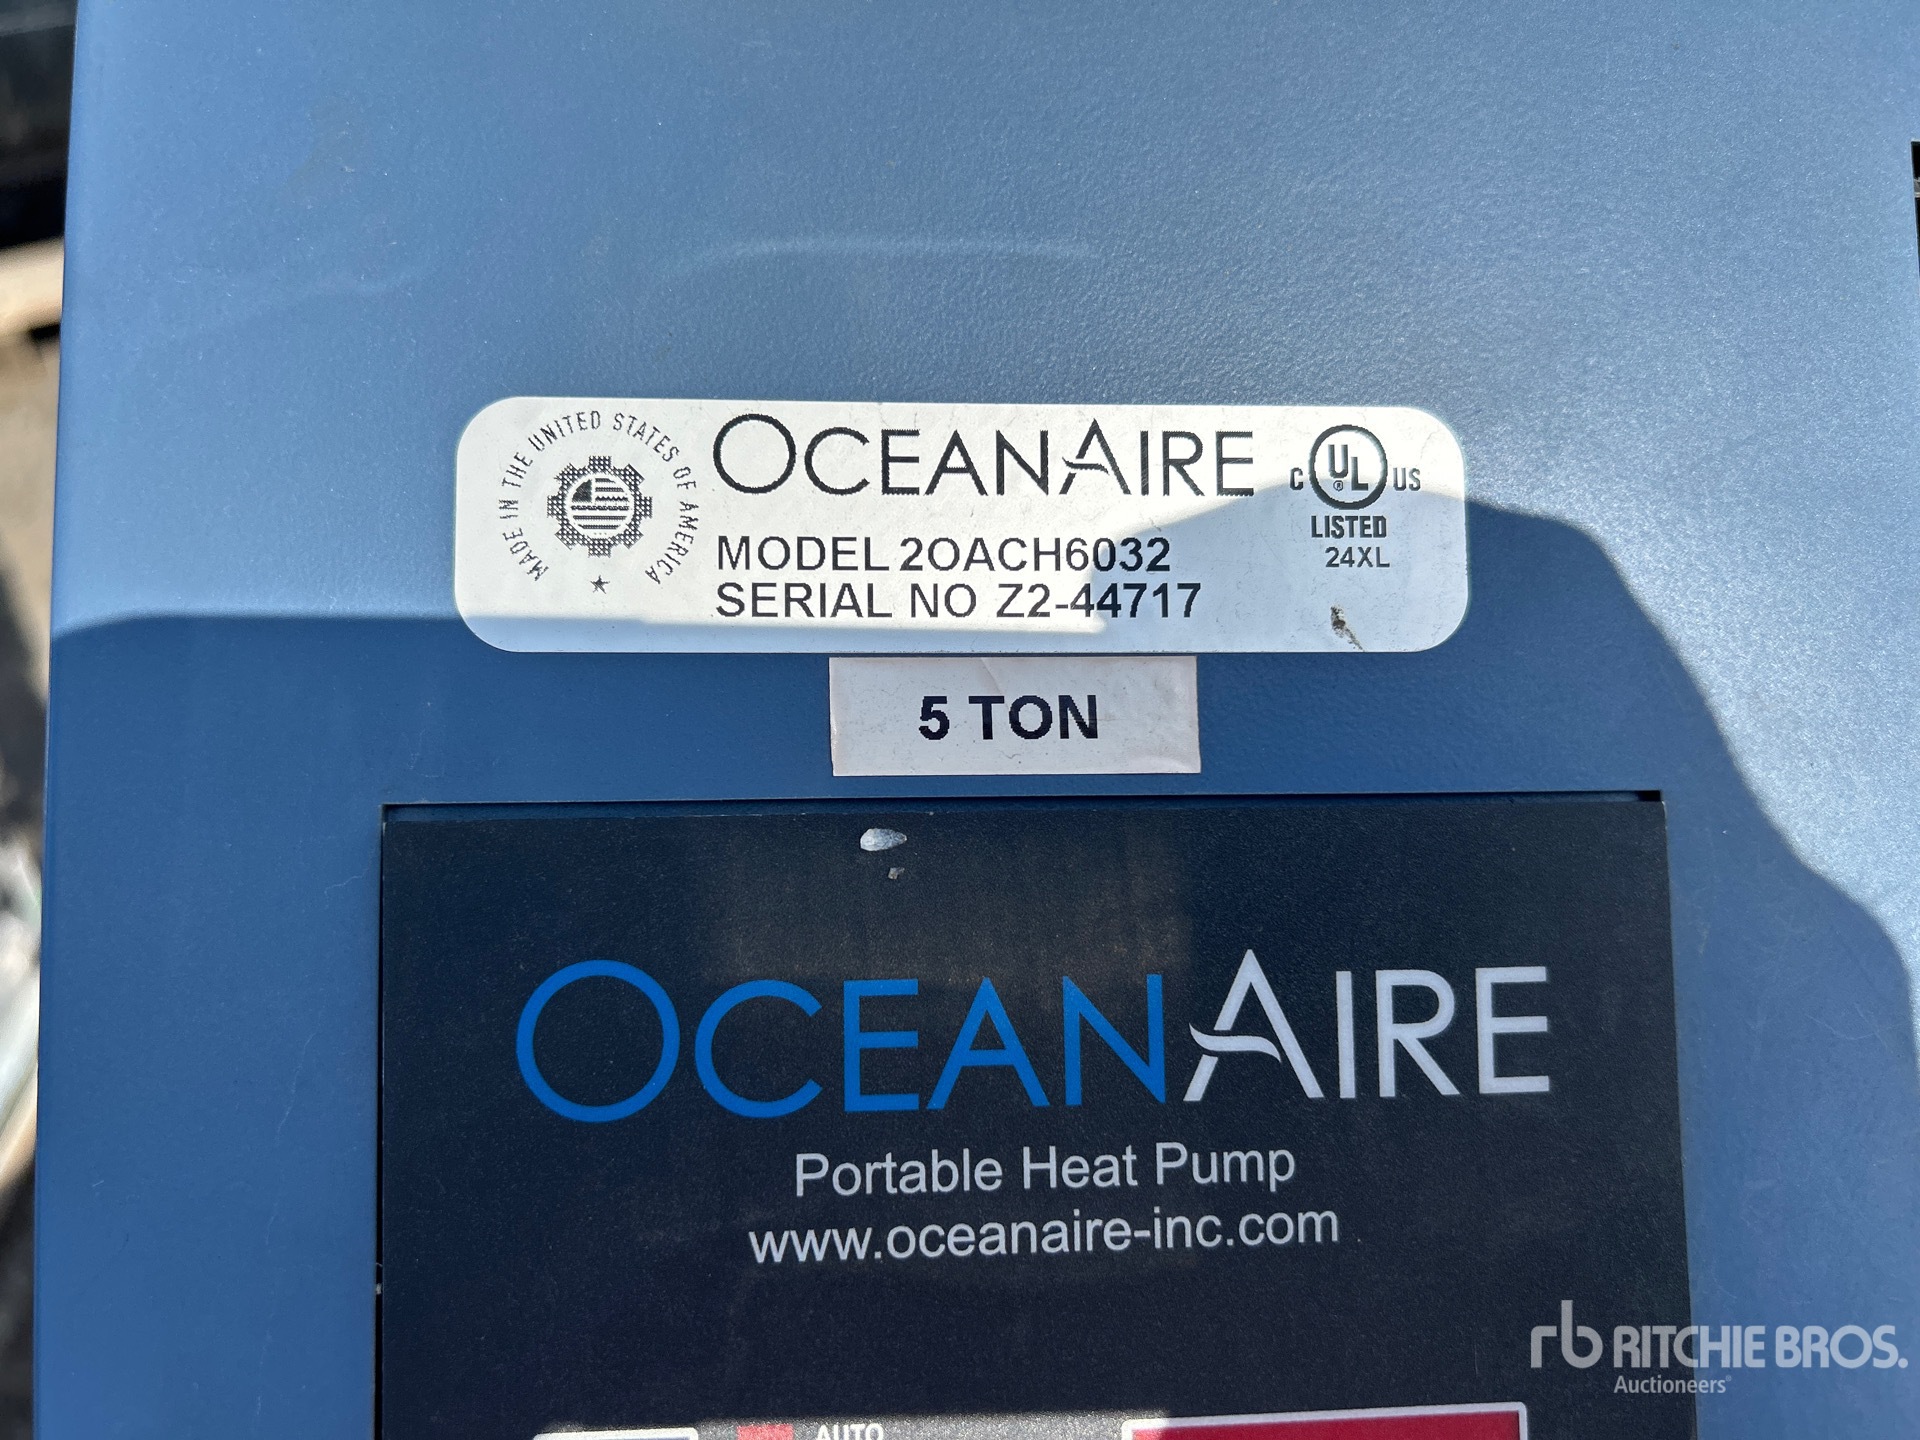 MADE IN THE UNITED STATES OF AMERICA
OCEANAIRE
C UL® US
LISTED
24XL
MODEL 2OACH6032
SERIAL NO Z2-44717
5 TON
OCEANAIRE
Portable Heat Pump
www.oceanaire-inc.com
rb RITCHIE BROS.
Auctioneers®
AUTO